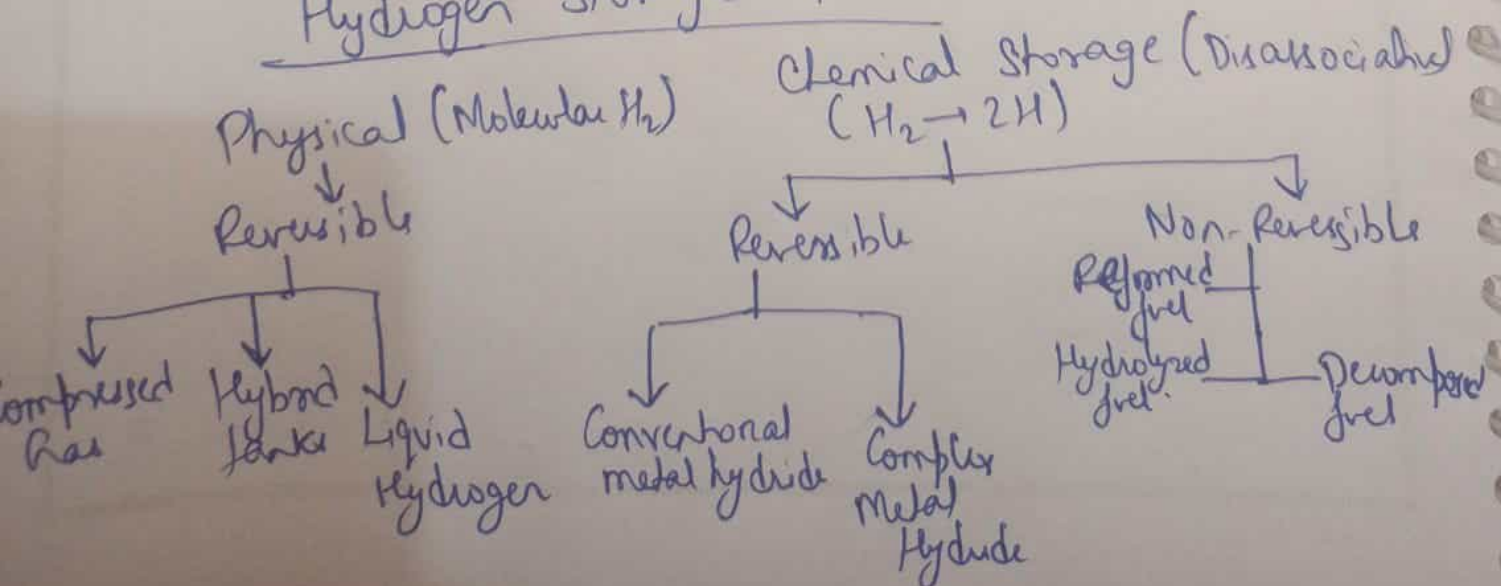 Hydrogen
Physical (Molecular H₂)
Chemical Storage (Disassociative)
(H₂ → 2H)
Reversible
Reversible
Non-Reversible
Compressed
Gas
Hybrid
tanks
Liquid
Hydrogen
Conventional
metal hydride
Complex
Metal
Hydride
Reformed
fuel
Hydrolyzed
fuel.
Decomposed
fuel